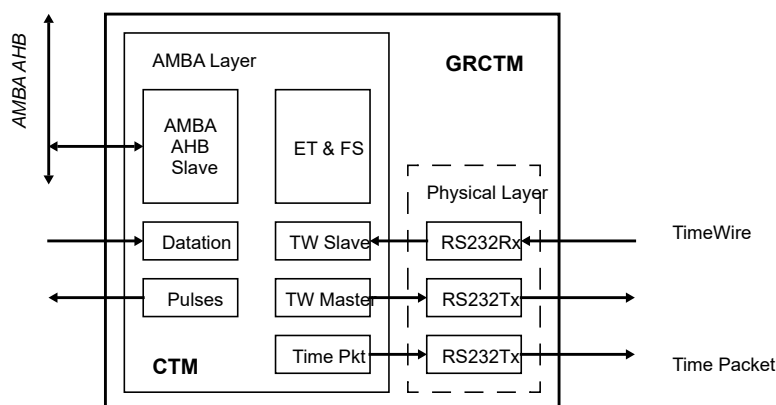 AMBA AHB
AMBA Layer
GRCTM
AMBA
AHB
Slave
ET & FS
Physical Layer
Datation
TW Slave
RS232Rx
TimeWire
Pulses
TW Master
RS232Tx
CTM
Time Pkt
RS232Tx
Time Packet